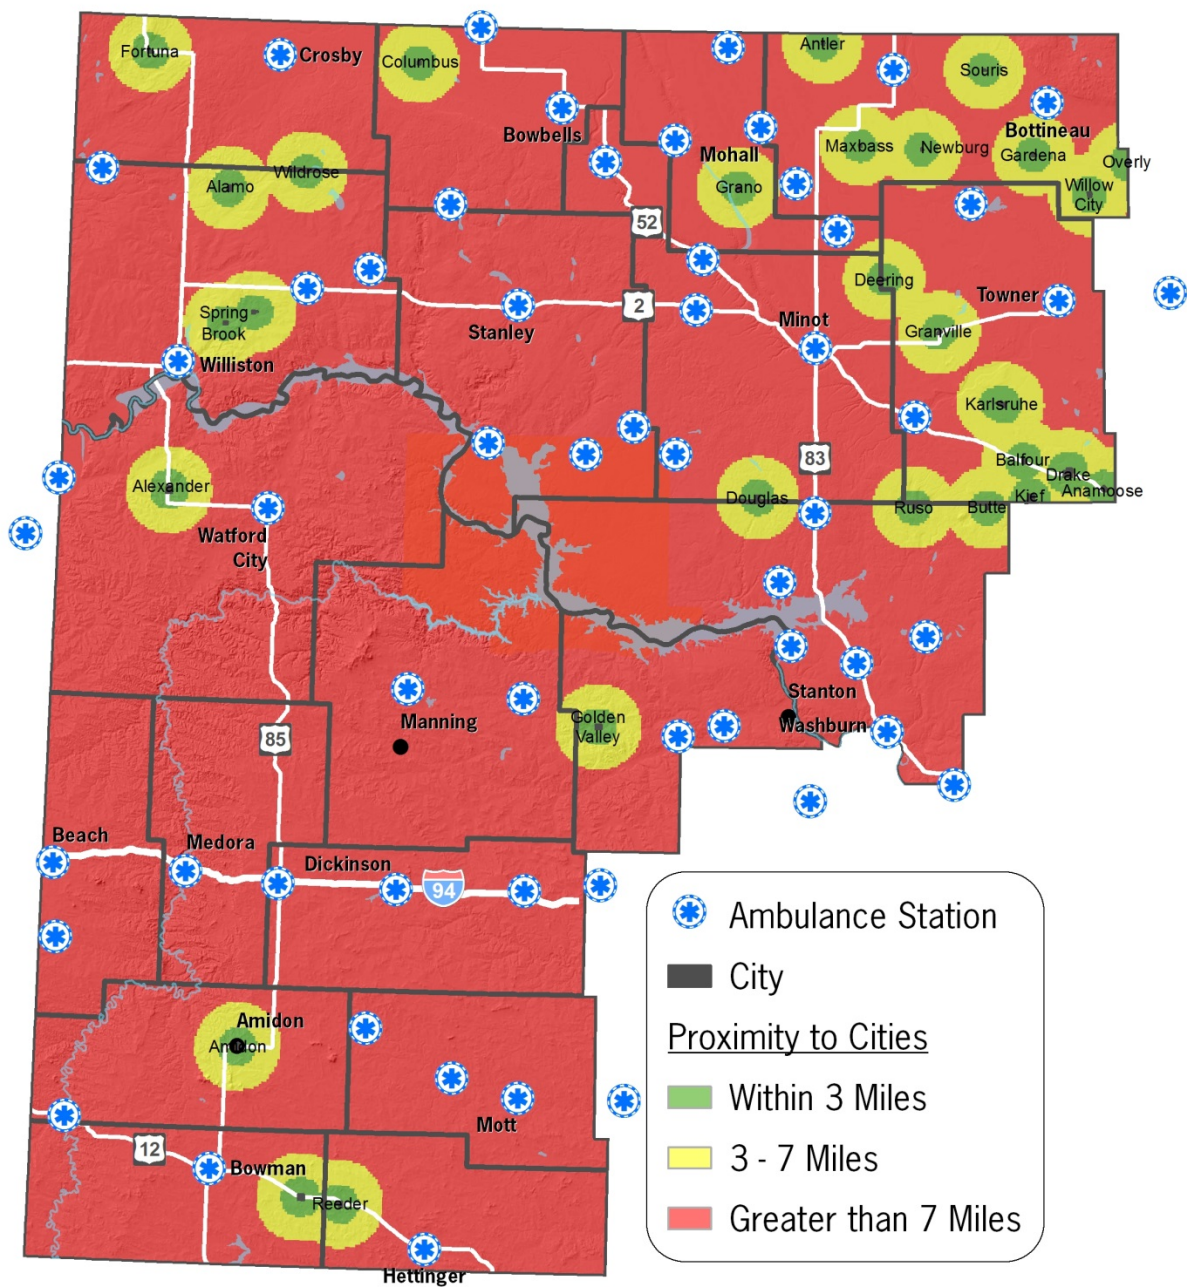 Fortuna
Crosby
Columbus
Antler
Souris
Bowbells
Bottineau
Mohall
Maxbass
Newburg
Gardena
Overly
Wildrose
Alamo
Grano
Willow
City
52
Deering
Towner
2
Spring
Brook
Stanley
Minot
Granville
Williston
Karlsruhe
83
Balfour
Drake
Alexander
Douglas
Kief
Anamoose
Ruso
Butte
Watford
City
Stanton
Manning
Golden
Valley
Washburn
85
Beach
Medora
Dickinson
94
Ambulance Station
City
Proximity to Cities
Within 3 Miles
3 - 7 Miles
Greater than 7 Miles
Amidon
Amidon
Mott
12
Bowman
Reeder
Hettinger